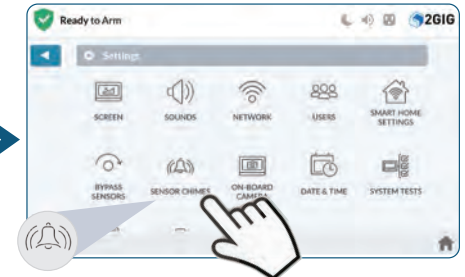 Ready to Arm
2GIG
Settings
SCREEN
SOUNDS
NETWORK
USERS
SMART HOME
SETTINGS
BYPASS
SENSORS
SENSOR CHIMES
ON-BOARD
CAMERA
DATE & TIME
SYSTEM TESTS